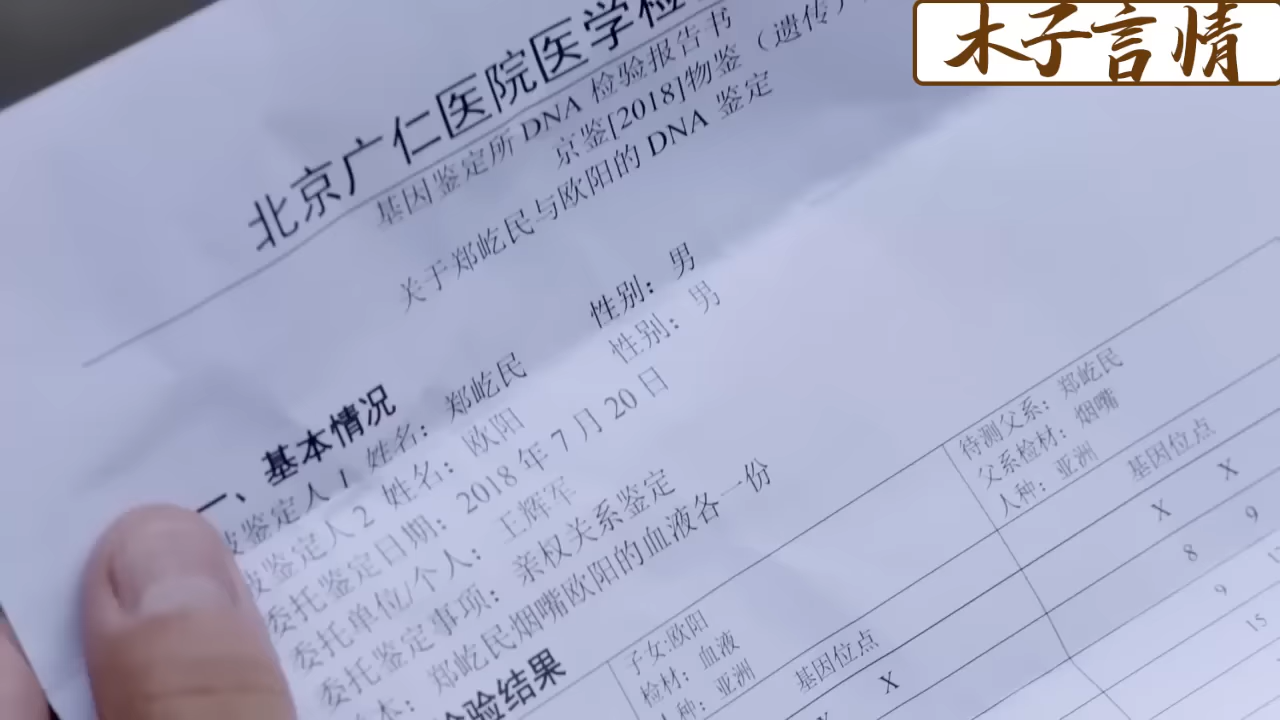 木子言情
北京广仁医院医学检
基因鉴定所 DNA 检验报告书
京鉴[2018]物鉴（遗传）
关于郑屹民与欧阳的 DNA 鉴定
一、基本情况
被鉴定人1 姓名：郑屹民 性别：男
被鉴定人2 姓名：欧阳 性别：男
委托鉴定日期：2018 年 7 月 20 日
委托单位/个人：王辉军
委托鉴定事项：亲权关系鉴定
本：郑屹民烟嘴欧阳的血液各一份
检验结果
子女:欧阳
检材：血液
人种：亚洲
基因位点
X
待测父系：郑屹民
父系检材：烟嘴
人种：亚洲
基因位点
X X
8 9
9
15